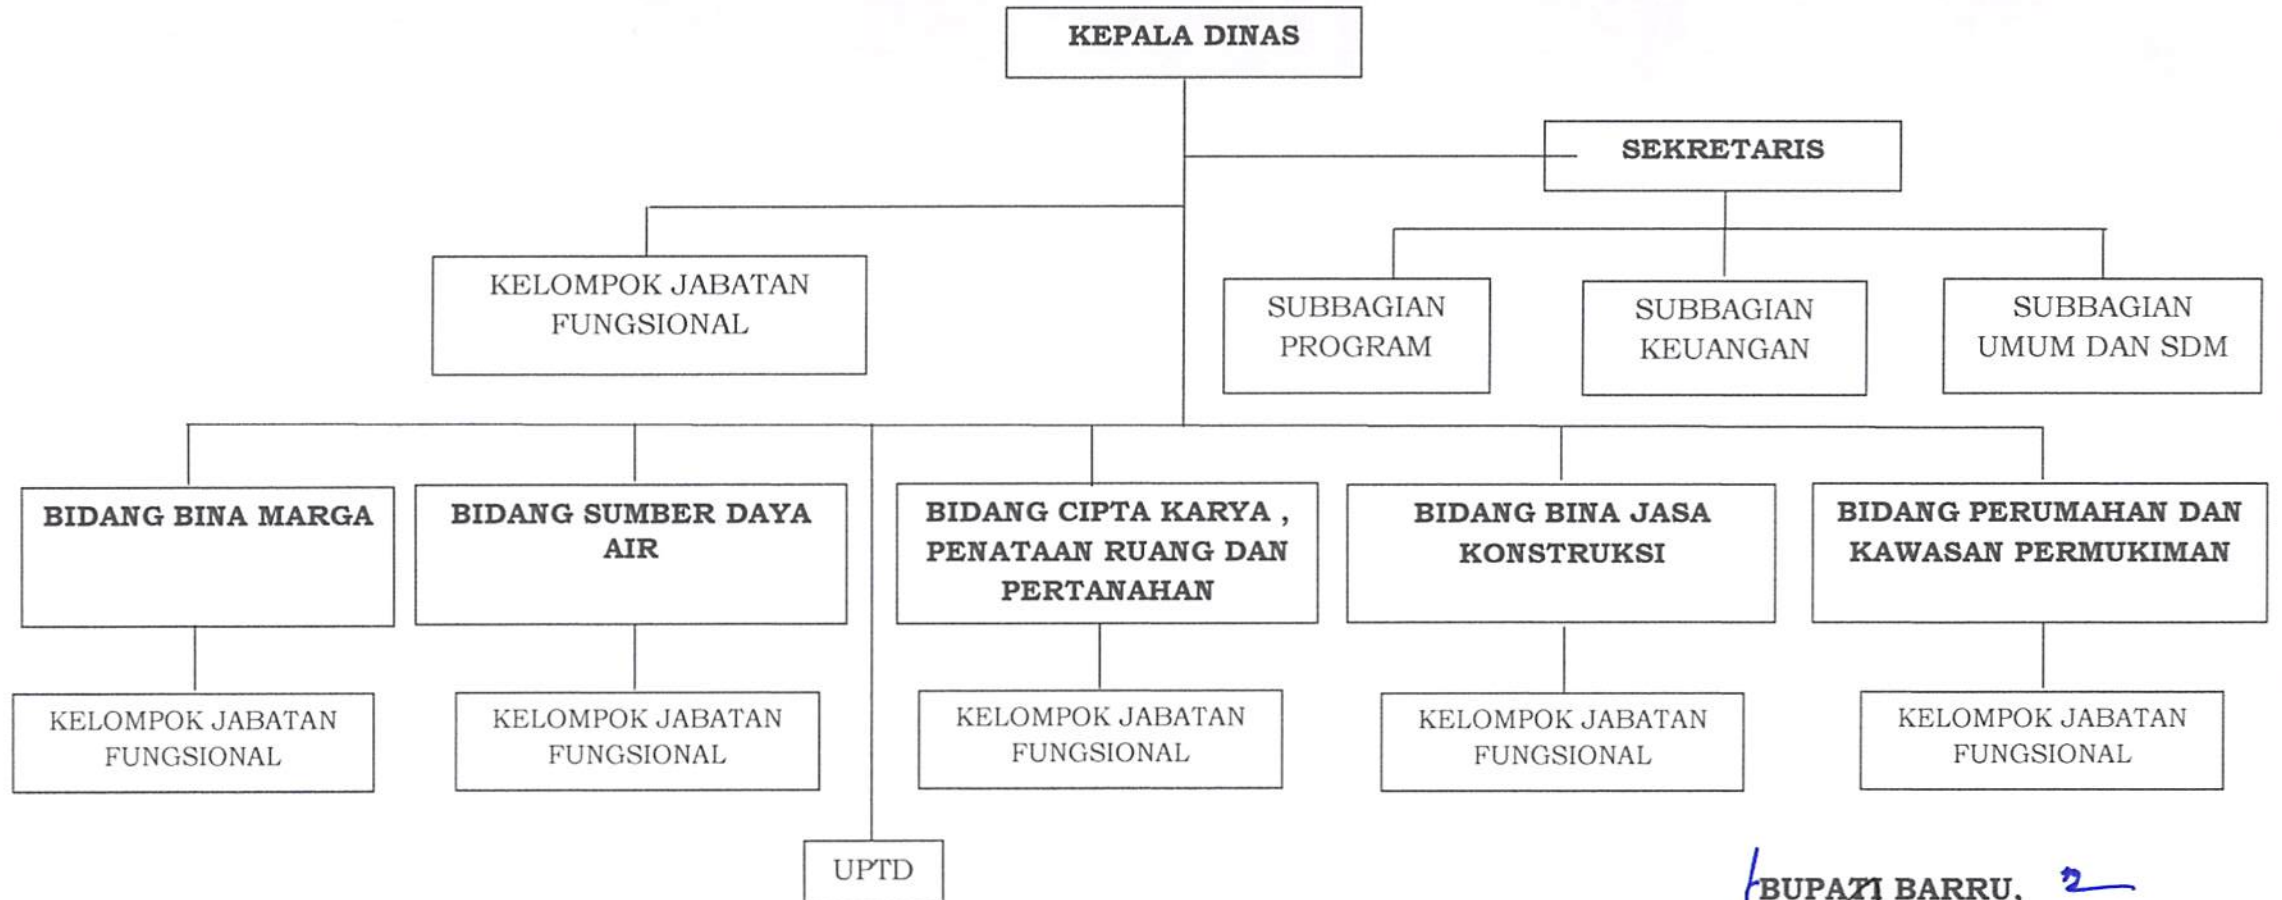 KEPALA DINAS
SEKRETARIS
KELOMPOK JABATAN
FUNGSIONAL
SUBBAGIAN
PROGRAM
SUBBAGIAN
KEUANGAN
SUBBAGIAN
UMUM DAN SDM
BIDANG BINA MARGA
BIDANG SUMBER DAYA
AIR
BIDANG CIPTA KARYA ,
PENATAAN RUANG DAN
PERTANAHAN
BIDANG BINA JASA
KONSTRUKSI
BIDANG PERUMAHAN DAN
KAWASAN PERMUKIMAN
KELOMPOK JABATAN
FUNGSIONAL
KELOMPOK JABATAN
FUNGSIONAL
KELOMPOK JABATAN
FUNGSIONAL
KELOMPOK JABATAN
FUNGSIONAL
KELOMPOK JABATAN
FUNGSIONAL
UPTD
BUPATI BARRU,